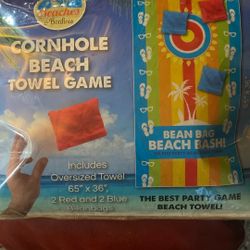 Beaches
CORNHOLE
BEACH
TOWEL GAME
BEAN BAG
BEACH BASH!
Includes
Oversized Towel
65" x 36",
2 Red and 2 Blue
THE BEST PARTY GAME
BEACH TOWEL!